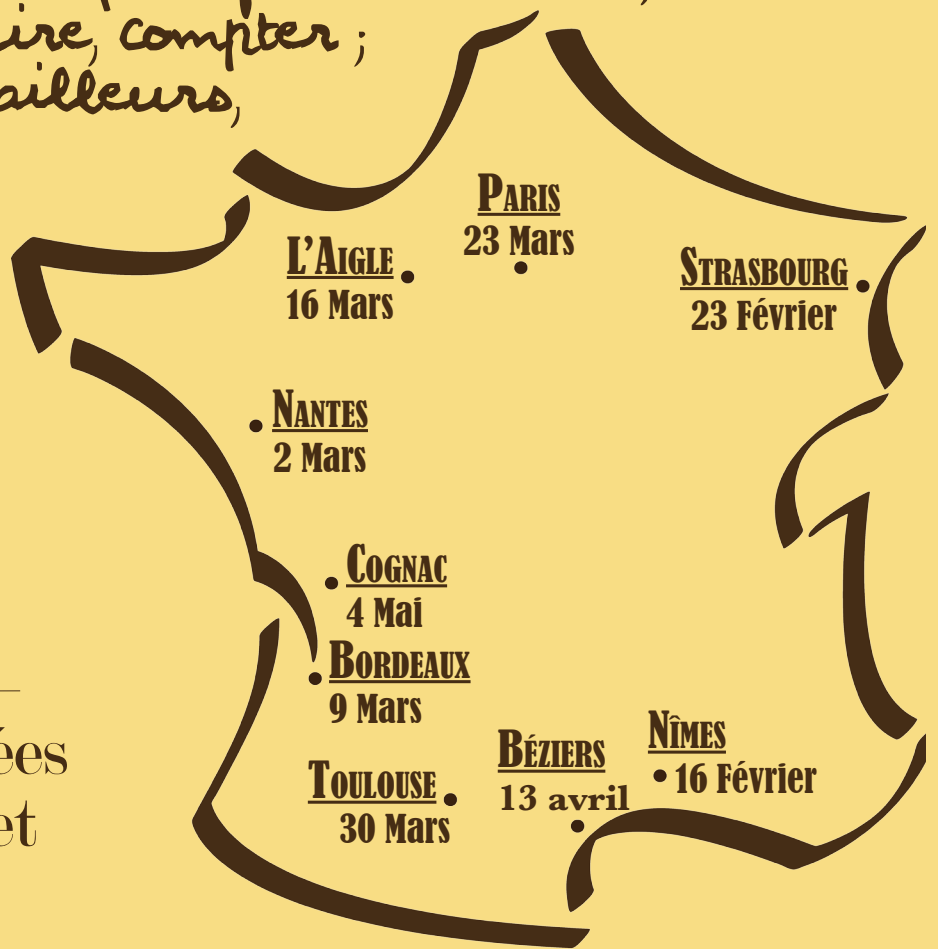 compter ;
ailleurs,
PARIS
23 Mars
L'AIGLE
16 Mars
STRASBOURG
23 Février
NANTES
2 Mars
COGNAC
4 Mai
BORDEAUX
9 Mars
NÎMES
16 Février
BÉZIERS
13 avril
TOULOUSE
30 Mars
ées
et